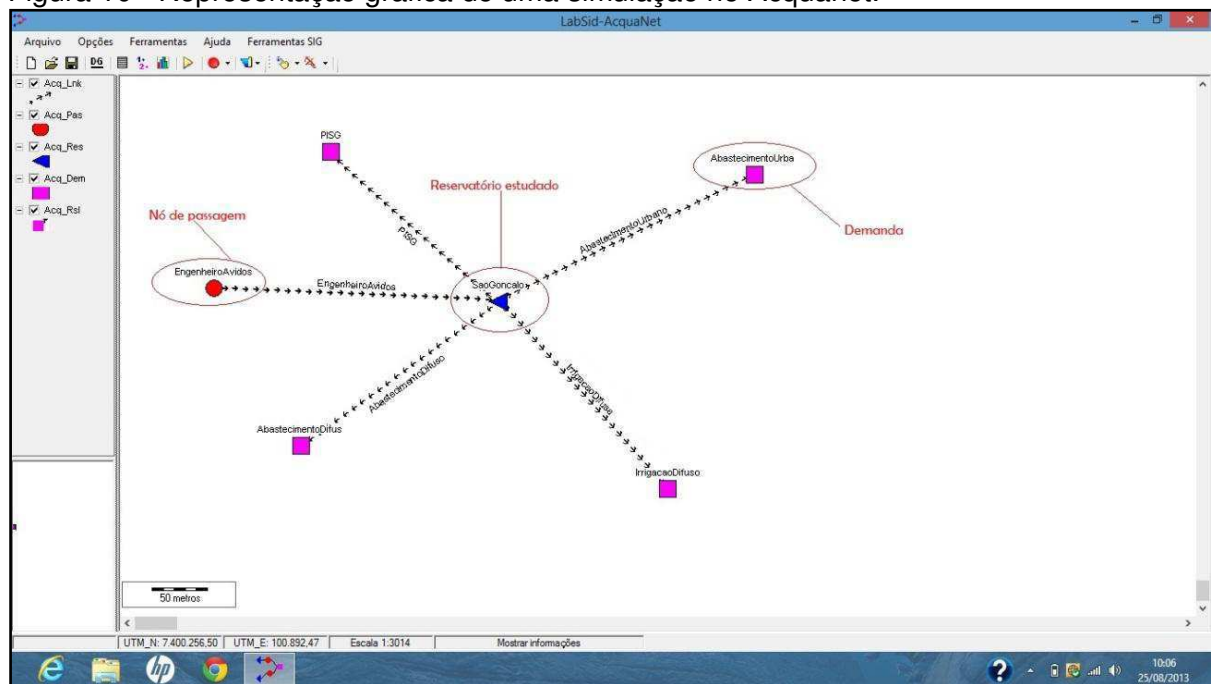 Figura 10 - Representação gráfica de uma simulação no Acquanet.
LabSid-AcquaNet
Arquivo Opções Ferramentas Ajuda Ferramentas SIG
DG
Acq_Lnk
Acq_Pas
Acq_Res
Acq_Dem
Acq_Rsl
PISG
AbastecimentoUrba
Reservatório estudado
Nó de passagem
AbastecimentoUrbano
Demanda
PISG
EngenheiroAvidos
EngenheiroAvidos
SaoGoncalo
IrrigacaoDifuso
AbastecimentoDifuso
AbastecimentoDifus
IrrigacaoDifuso
50 metros
UTM_N: 7.400.256,50 UTM_E: 100.892,47 Escala 1:3014 Mostrar informações
hp
10:06
25/08/2013